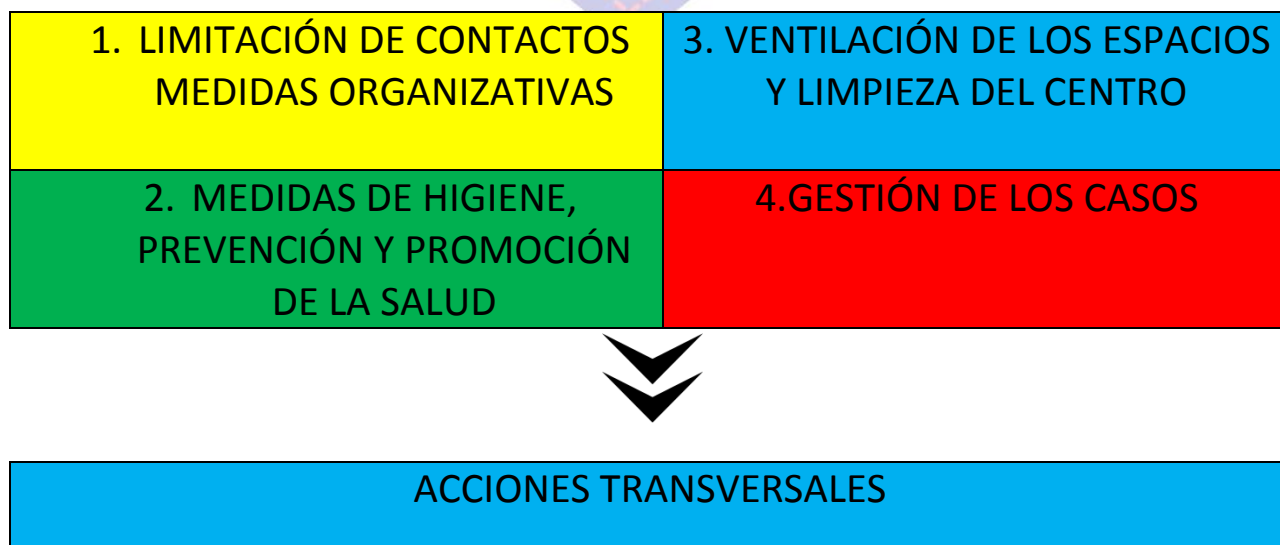 1. LIMITACIÓN DE CONTACTOS
MEDIDAS ORGANIZATIVAS
3. VENTILACIÓN DE LOS ESPACIOS
Y LIMPIEZA DEL CENTRO
2. MEDIDAS DE HIGIENE,
PREVENCIÓN Y PROMOCIÓN
DE LA SALUD
4.GESTIÓN DE LOS CASOS
ACCIONES TRANSVERSALES